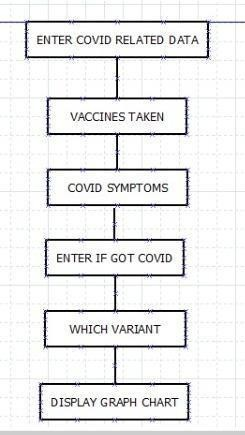 ENTER COVID RELATED DATA
VACCINES TAKEN
COVID SYMPTOMS
ENTER IF GOT COVID
WHICH VARIANT
DISPLAY GRAPH CHART